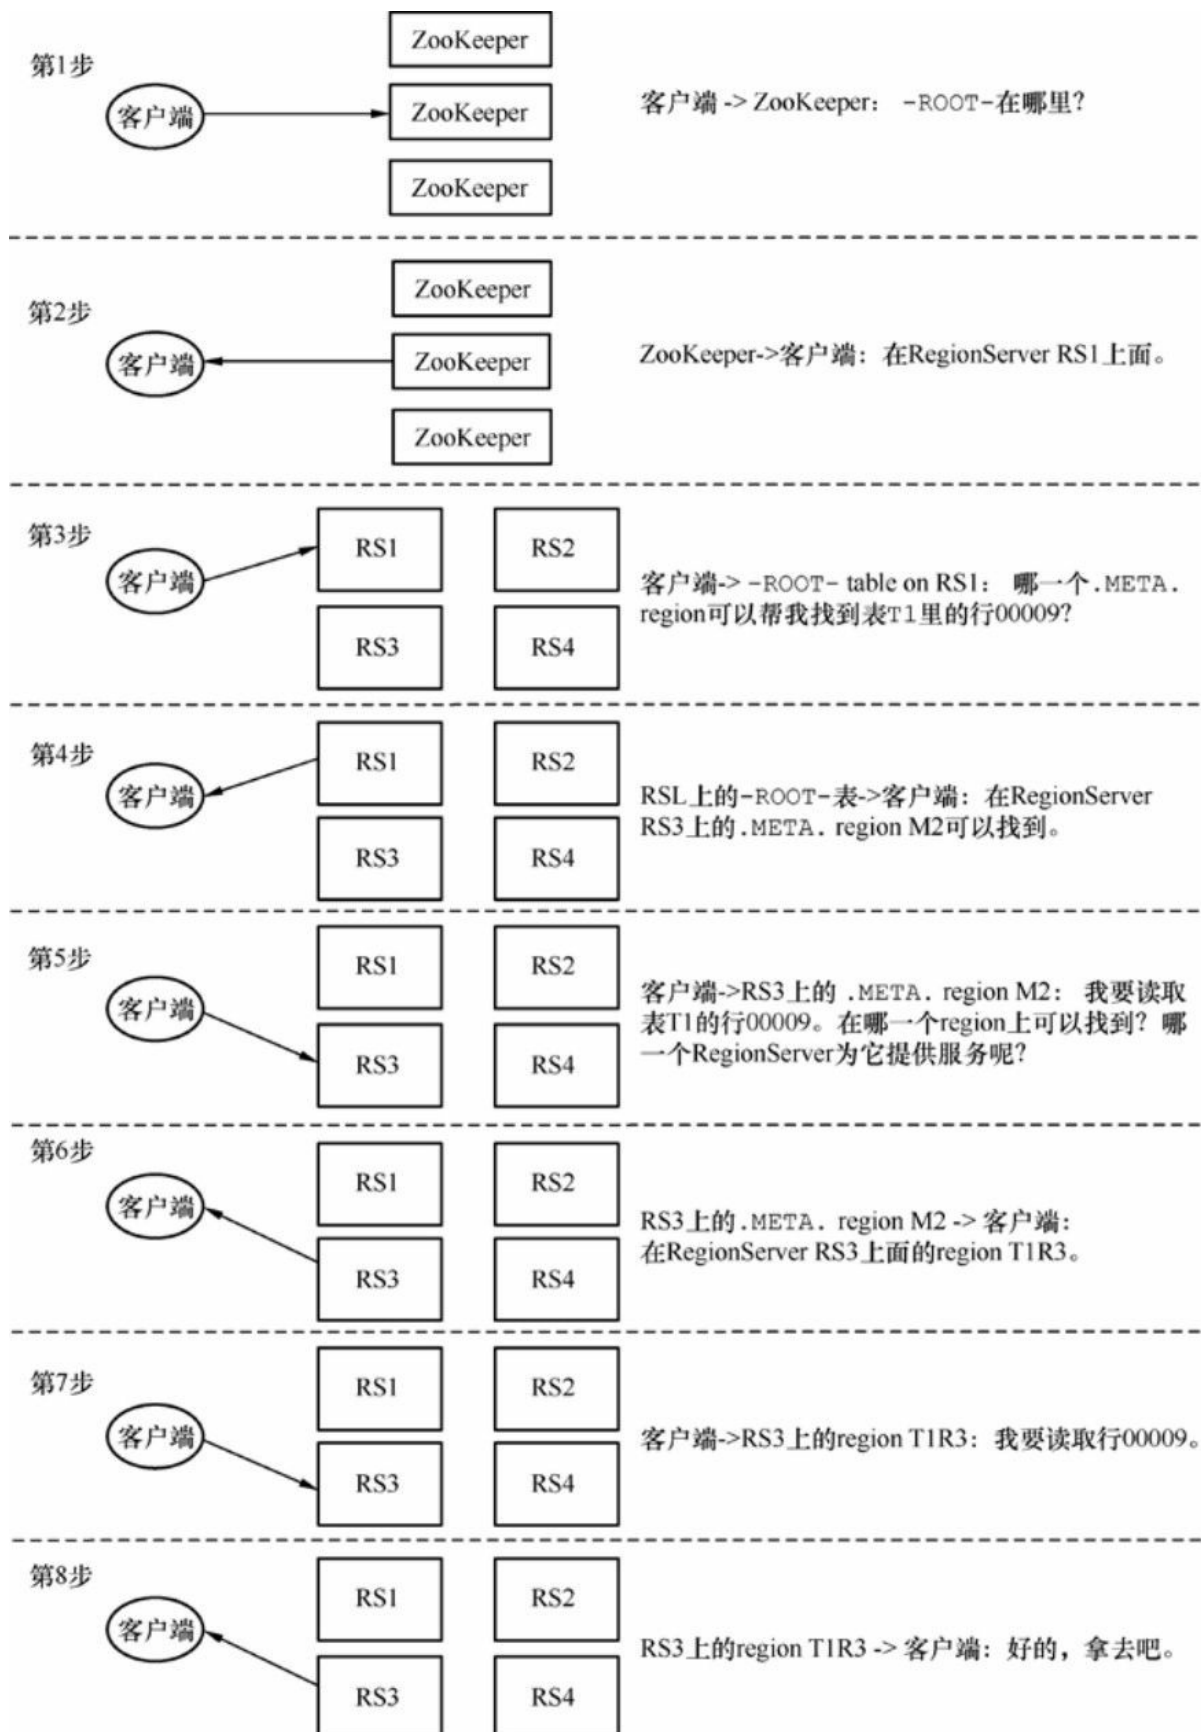 第1步
ZooKeeper
客户端
ZooKeeper
ZooKeeper
客户端 -> ZooKeeper： -ROOT-在哪里？
第2步
ZooKeeper
客户端
ZooKeeper
ZooKeeper
ZooKeeper->客户端：在RegionServer RS1上面。
第3步
客户端
RS1
RS2
RS3
RS4
客户端-> -ROOT- table on RS1： 哪一个.META.
region可以帮我找到表T1里的行00009？
第4步
客户端
RS1
RS2
RS3
RS4
RSL上的-ROOT-表->客户端：在RegionServer
RS3上的.META. region M2可以找到。
第5步
客户端
RS1
RS2
RS3
RS4
客户端->RS3上的 .META. region M2： 我要读取
表T1的行00009。在哪一个region上可以找到？哪
一个RegionServer为它提供服务呢？
第6步
客户端
RS1
RS2
RS3
RS4
RS3上的.META. region M2 -> 客户端：
在RegionServer RS3上面的region T1R3。
第7步
客户端
RS1
RS2
RS3
RS4
客户端->RS3上的region T1R3：我要读取行00009。
第8步
客户端
RS1
RS2
RS3
RS4
RS3上的region T1R3 -> 客户端：好的，拿去吧。